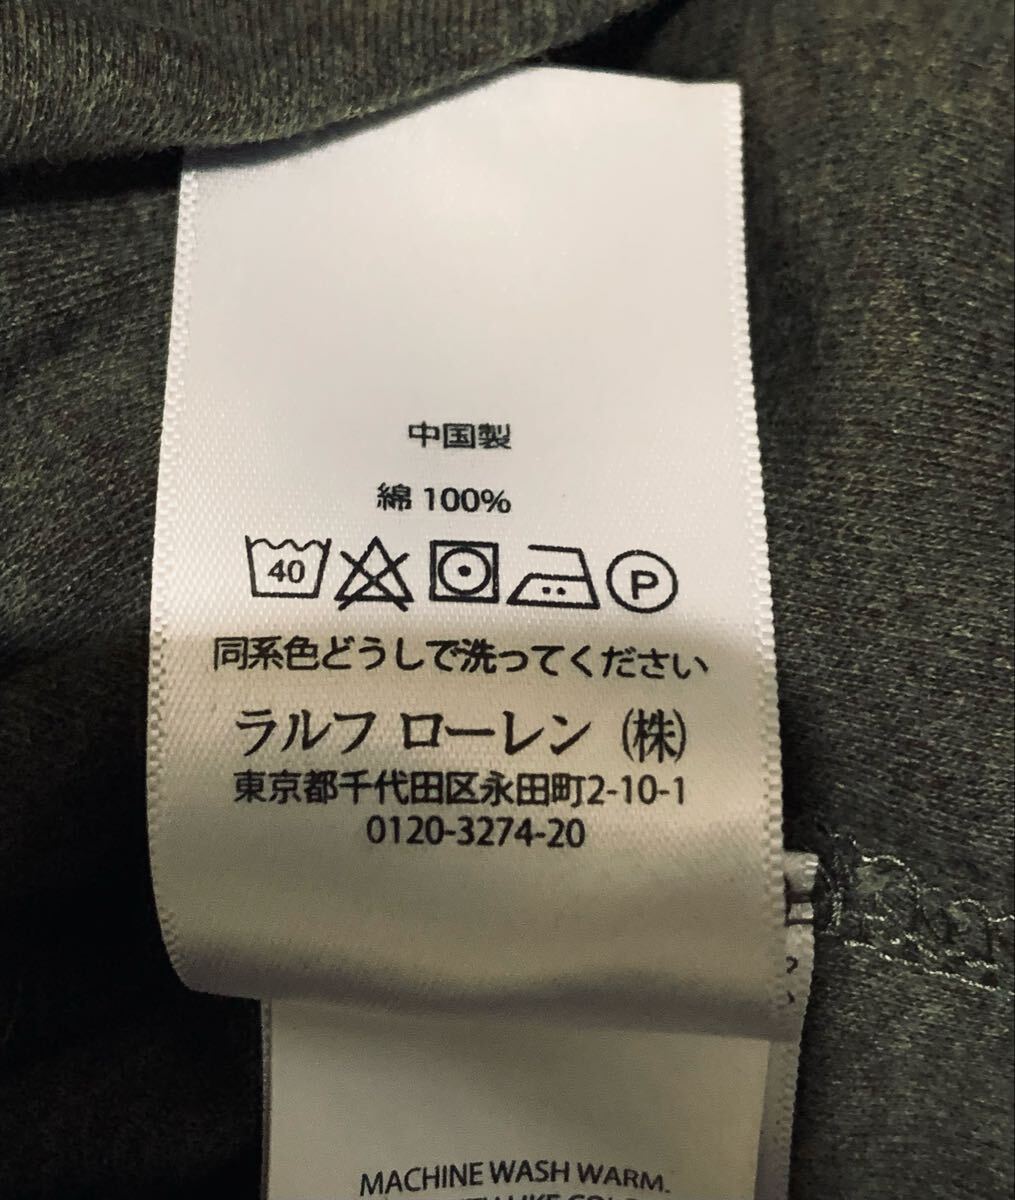 中国製
綿 100%
40
P
同系色どうしで洗ってください
ラルフ ローレン (株)
東京都千代田区永田町2-10-1
0120-3274-20
MACHINE WASH WARM.